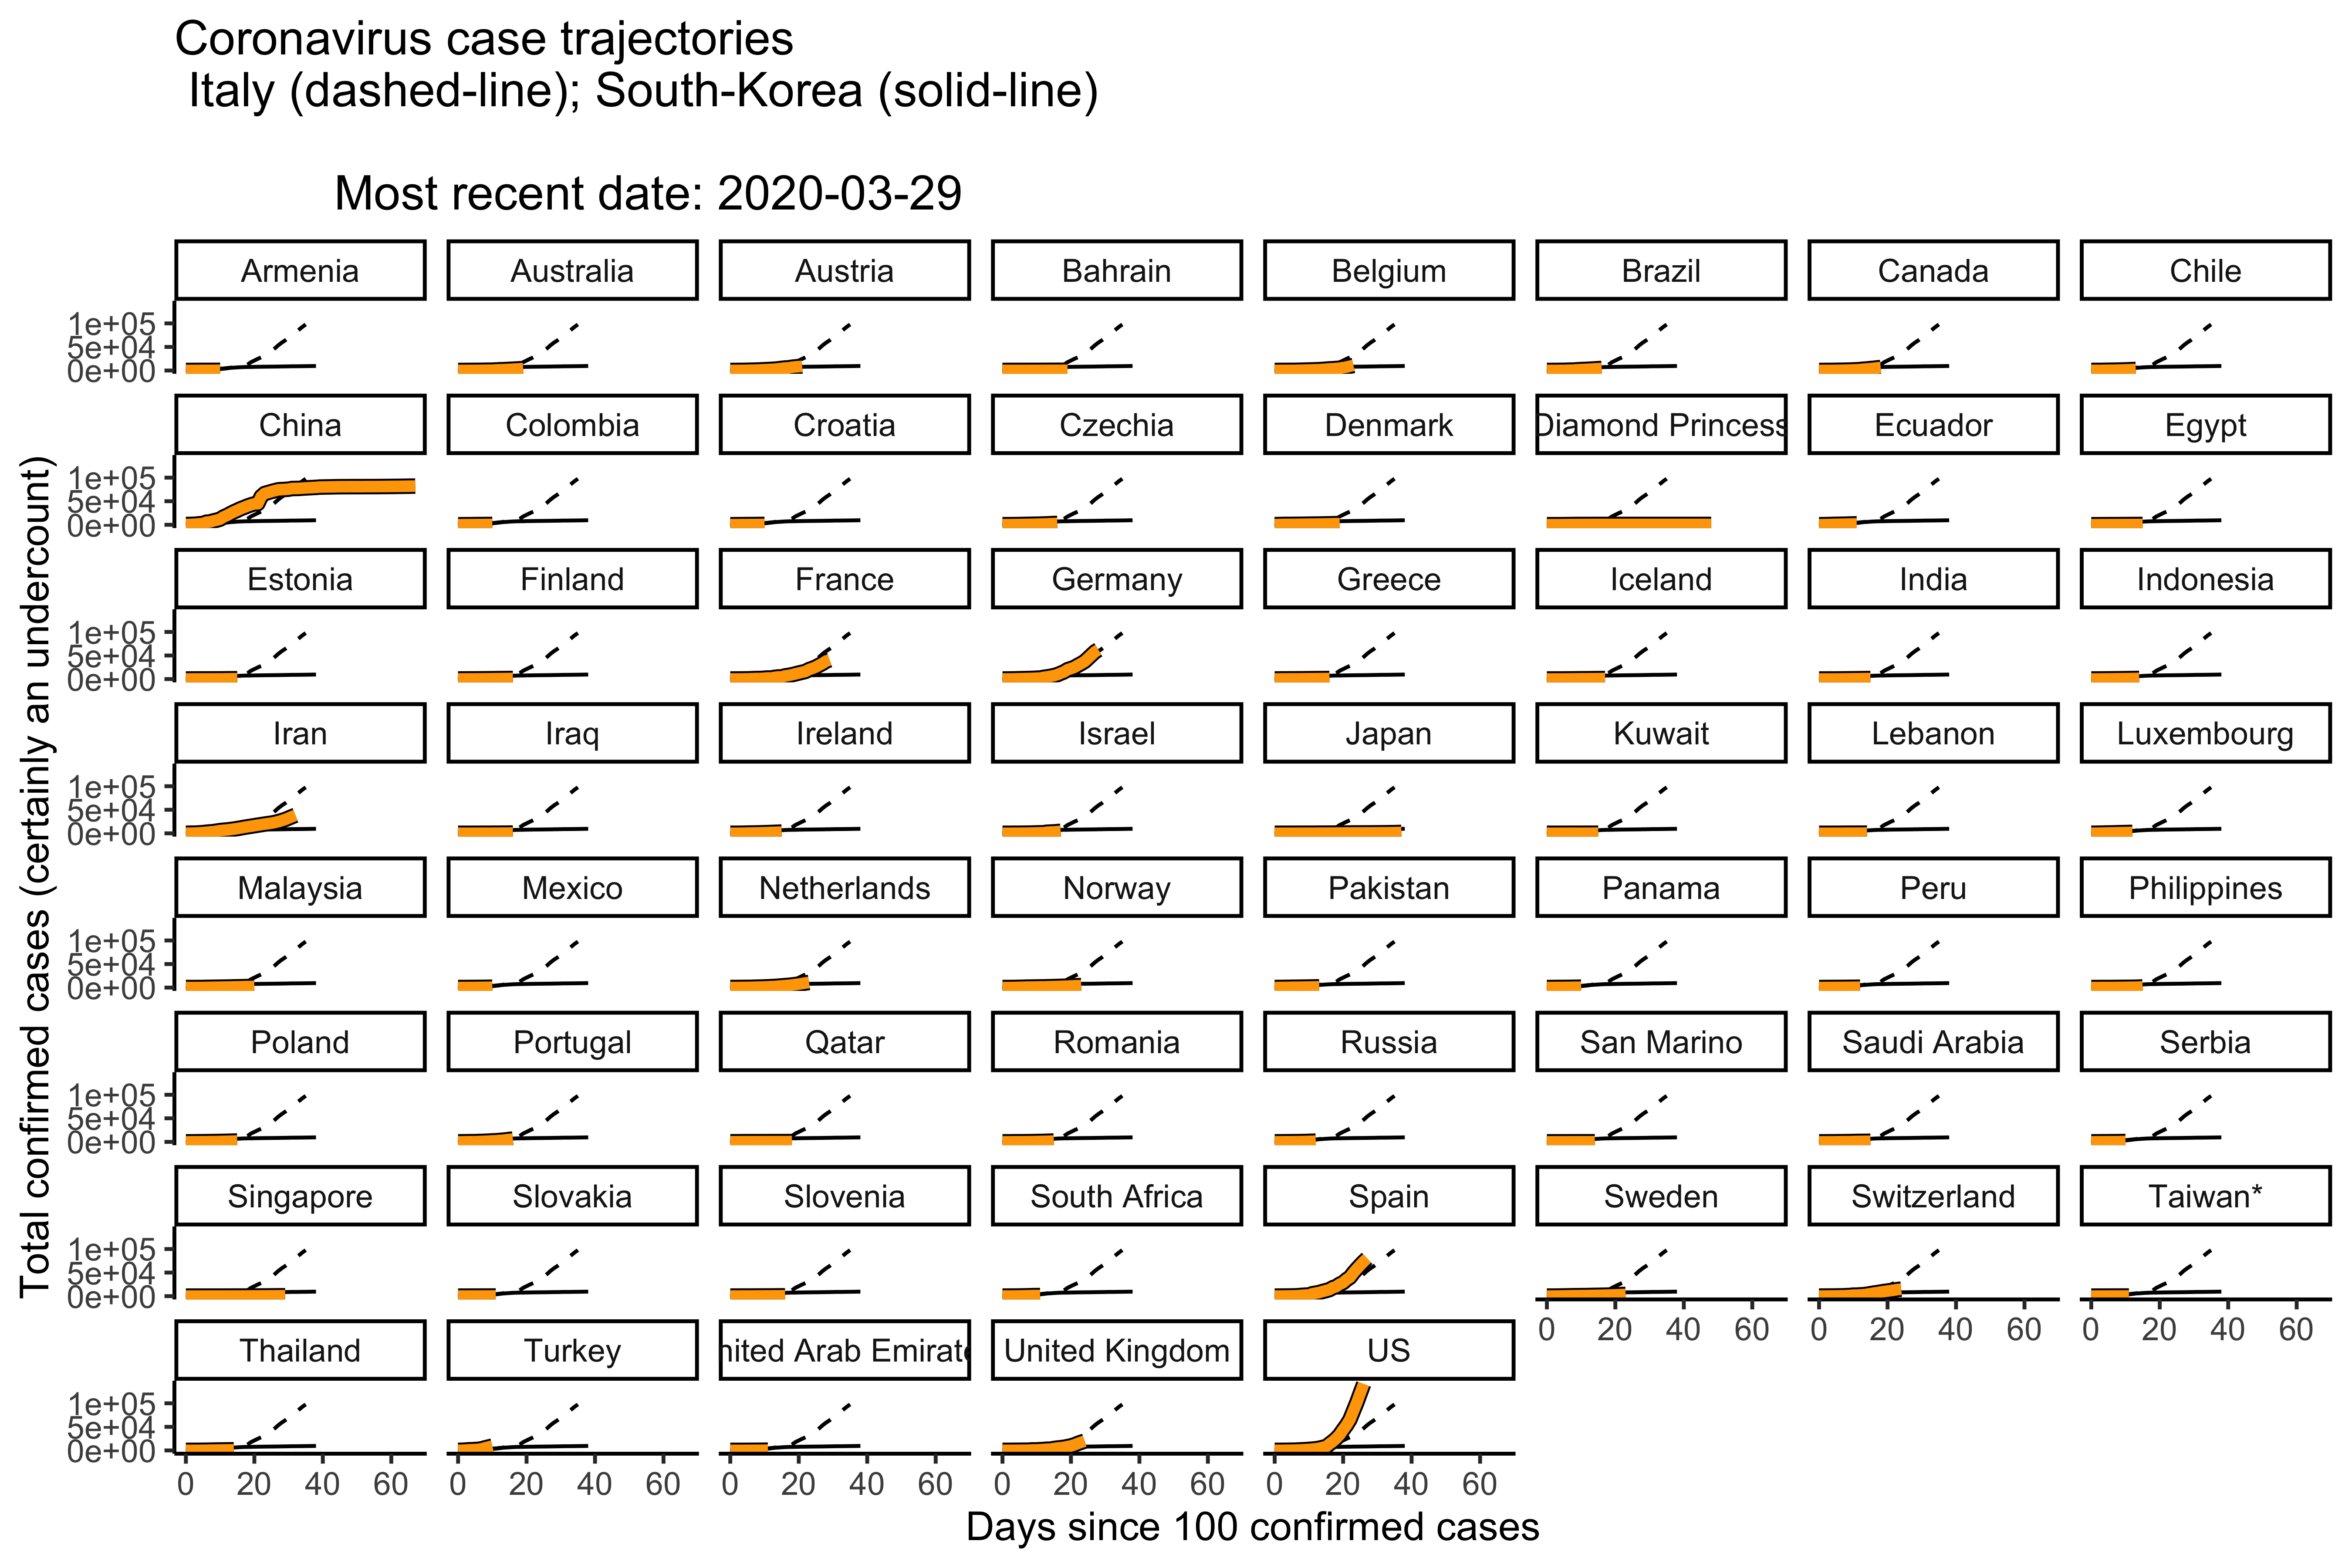 Coronavirus case trajectories
Italy (dashed-line); South-Korea (solid-line)
Most recent date: 2020-03-29
Total confirmed cases (certainly an undercount)
Armenia Australia Austria Bahrain Belgium Brazil Canada Chile
1e+05
5e+04
0e+00
China Colombia Croatia Czechia Denmark Diamond Princess Ecuador Egypt
1e+05
5e+04
0e+00
Estonia Finland France Germany Greece Iceland India Indonesia
1e+05
5e+04
0e+00
Iran Iraq Ireland Israel Japan Kuwait Lebanon Luxembourg
1e+05
5e+04
0e+00
Malaysia Mexico Netherlands Norway Pakistan Panama Peru Philippines
1e+05
5e+04
0e+00
Poland Portugal Qatar Romania Russia San Marino Saudi Arabia Serbia
1e+05
5e+04
0e+00
Singapore Slovakia Slovenia South Africa Spain Sweden Switzerland Taiwan*
1e+05
5e+04
0e+00
0 20 40 60 0 20 40 60 0 20 40 60
Thailand Turkey nited Arab Emirate United Kingdom US
1e+05
5e+04
0e+00
0 20 40 60 0 20 40 60 0 20 40 60 0 20 40 60 0 20 40 60
Days since 100 confirmed cases